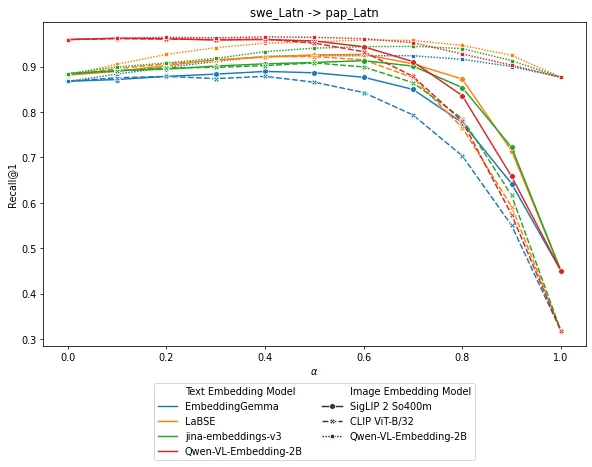 swe_Latn -> pap_Latn
Recall@1
0.9
0.8
0.7
0.6
0.5
0.4
0.3
0.0 0.2 0.4 0.6 0.8 1.0
α
Text Embedding Model Image Embedding Model
EmbeddingGemma SigLIP 2 So400m
LaBSE CLIP ViT-B/32
jina-embeddings-v3 Qwen-VL-Embedding-2B
Qwen-VL-Embedding-2B